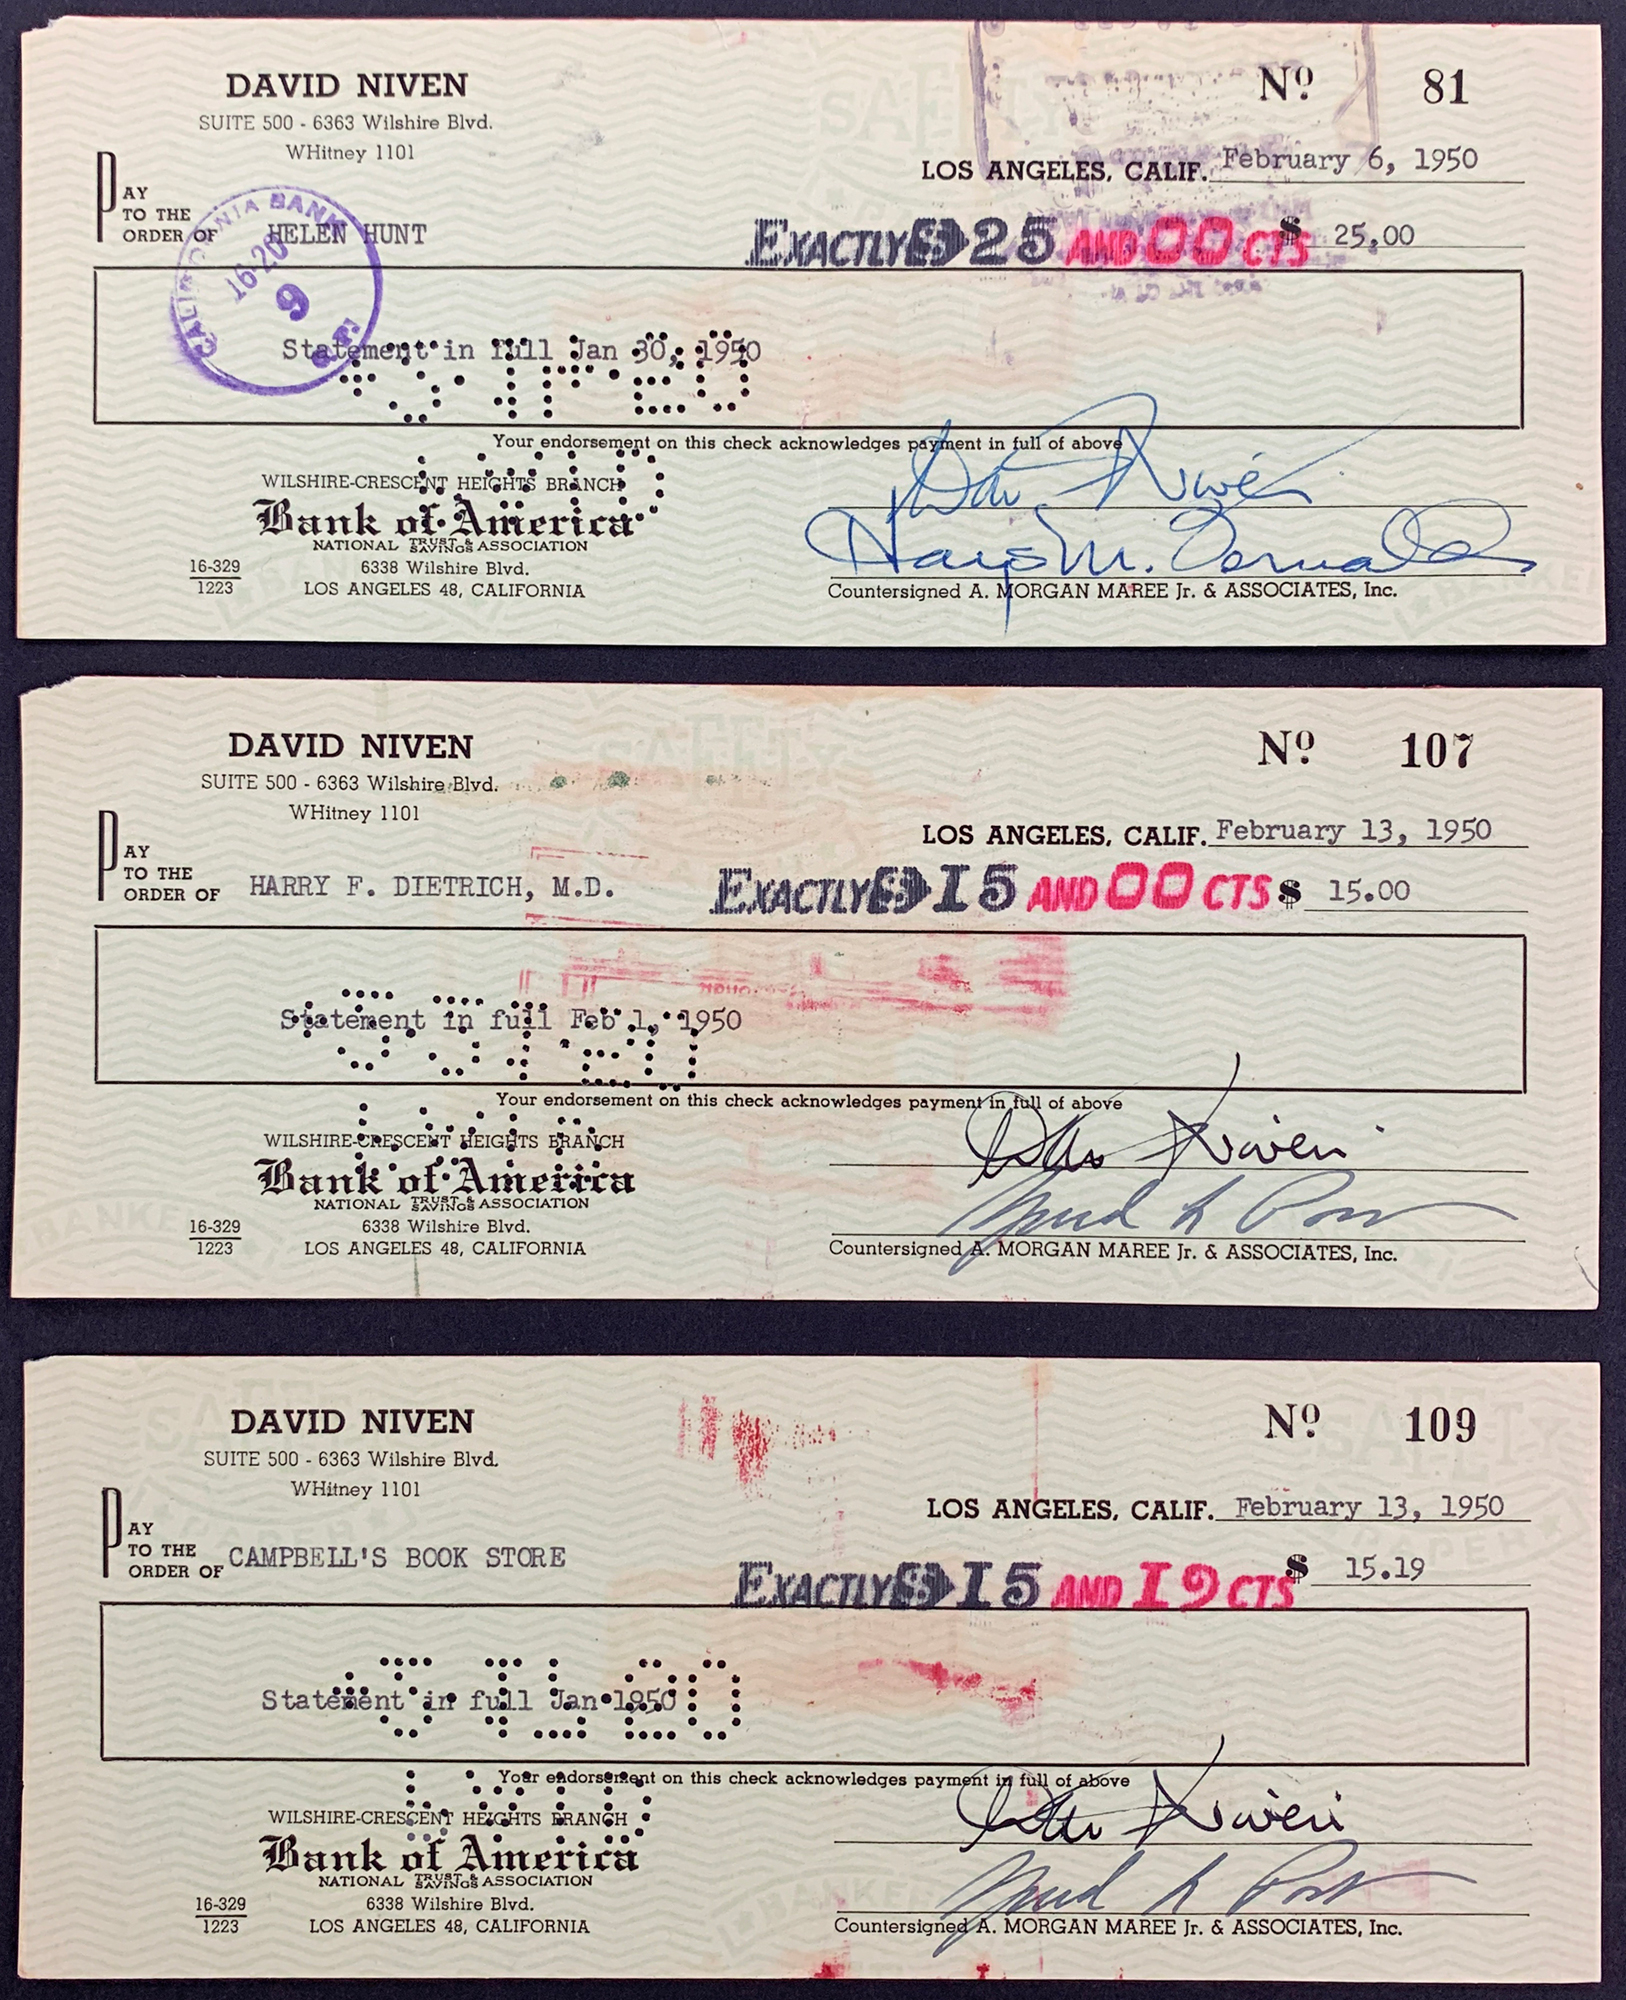 DAVID NIVEN
SUITE 500 - 6363 Wilshire Blvd.
WHitney 1101
Nº 81
LOS ANGELES, CALIF. February 6, 1950
PAY
TO THE
ORDER OF HELEN HUNT
EXACTLY $ 25 AND 00 CTS $ 25.00
CALIFORNIA BANK
16-20
9
Statement in full Jan 30, 1950
Your endorsement on this check acknowledges payment in full of above
David Niven
WILSHIRE-CRESCENT HEIGHTS BRANCH
Bank of America
NATIONAL TRUST & SAVINGS ASSOCIATION
16-329
1223
6338 Wilshire Blvd.
LOS ANGELES 48, CALIFORNIA
Countersigned A. MORGAN MAREE Jr. & ASSOCIATES, Inc.
DAVID NIVEN
SUITE 500 - 6363 Wilshire Blvd.
WHitney 1101
Nº 107
LOS ANGELES, CALIF. February 13, 1950
PAY
TO THE
ORDER OF HARRY F. DIETRICH, M.D.
EXACTLY $ 15 AND 00 CTS $ 15.00
Statement in full Feb 1, 1950
Your endorsement on this check acknowledges payment in full of above
David Niven
WILSHIRE-CRESCENT HEIGHTS BRANCH
Bank of America
NATIONAL TRUST & SAVINGS ASSOCIATION
16-329
1223
6338 Wilshire Blvd.
LOS ANGELES 48, CALIFORNIA
Countersigned A. MORGAN MAREE Jr. & ASSOCIATES, Inc.
DAVID NIVEN
SUITE 500 - 6363 Wilshire Blvd.
WHitney 1101
Nº 109
LOS ANGELES, CALIF. February 13, 1950
PAY
TO THE
ORDER OF CAMPBELL'S BOOK STORE
EXACTLY $ 15 AND 19 CTS $ 15.19
Statement in full Jan 1950
Your endorsement on this check acknowledges payment in full of above
David Niven
WILSHIRE-CRESCENT HEIGHTS BRANCH
Bank of America
NATIONAL TRUST & SAVINGS ASSOCIATION
16-329
1223
6338 Wilshire Blvd.
LOS ANGELES 48, CALIFORNIA
Countersigned A. MORGAN MAREE Jr. & ASSOCIATES, Inc.